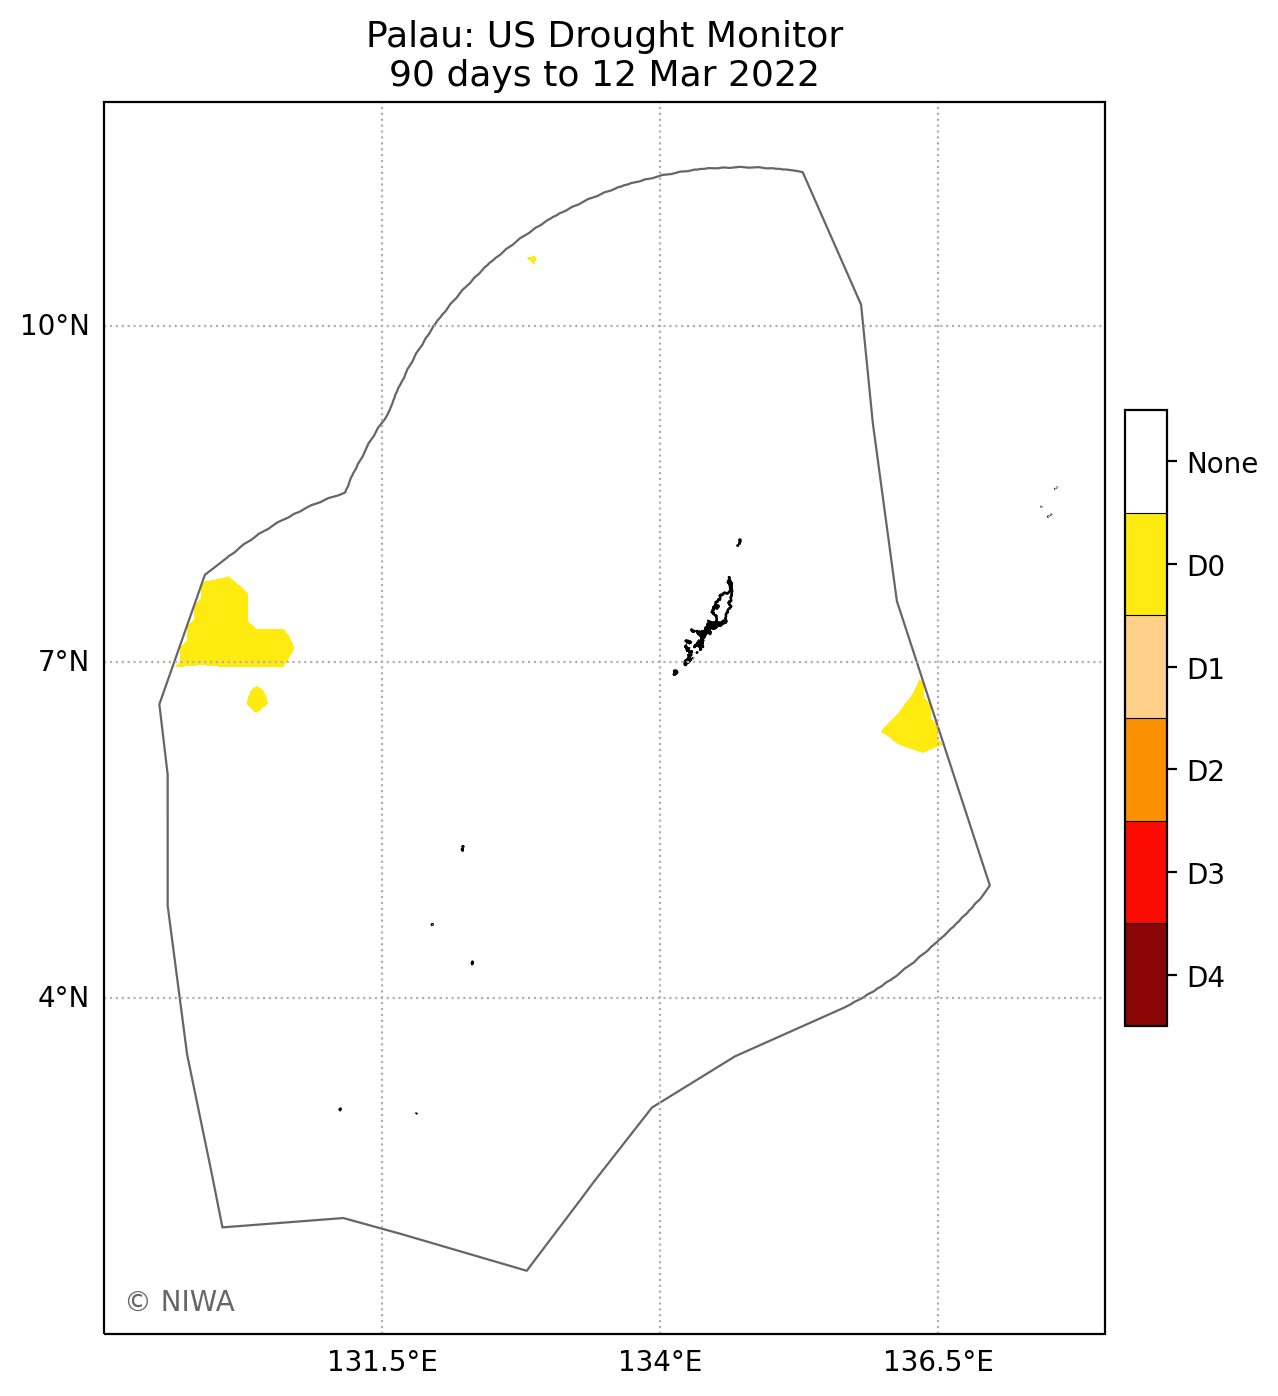 Palau: US Drought Monitor
90 days to 12 Mar 2022
10°N
7°N
4°N
131.5°E
134°E
136.5°E
None
D0
D1
D2
D3
D4
© NIWA